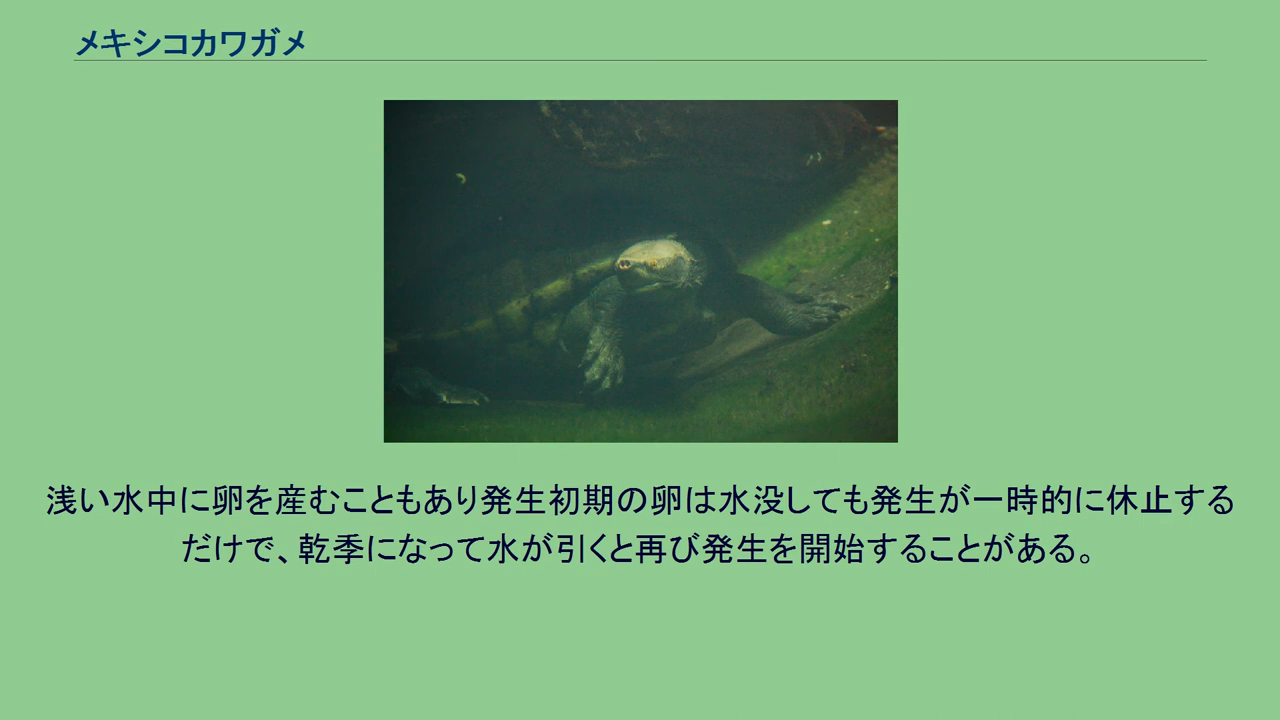 メキシコカワガメ
浅い水中に卵を産むこともあり発生初期の卵は水没しても発生が一時的に休止する
だけで、乾季になって水が引くと再び発生を開始することがある。